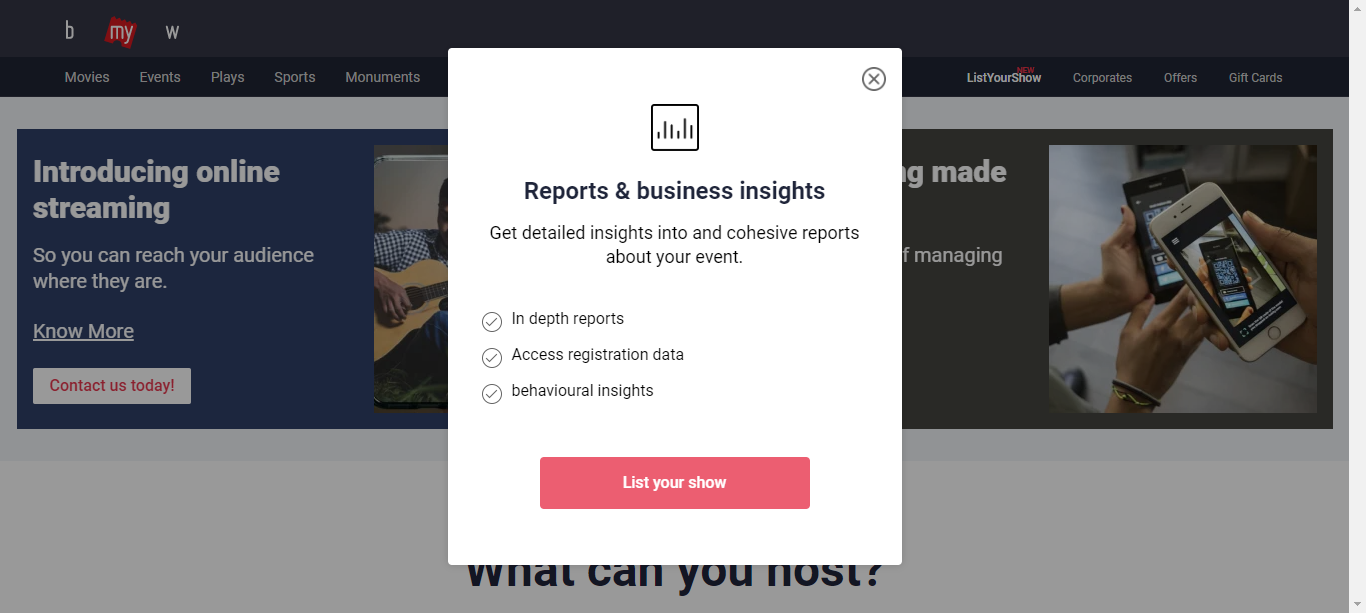 b my w
Movies Events Plays Sports Monuments
NEW
ListYourShow Corporates Offers Gift Cards
Introducing online
streaming
So you can reach your audience
where they are.
Know More
Contact us today!
Reports & business insights
Get detailed insights into and cohesive reports
about your event.
In depth reports
Access registration data
behavioural insights
List your show
made
managing
What can you host?